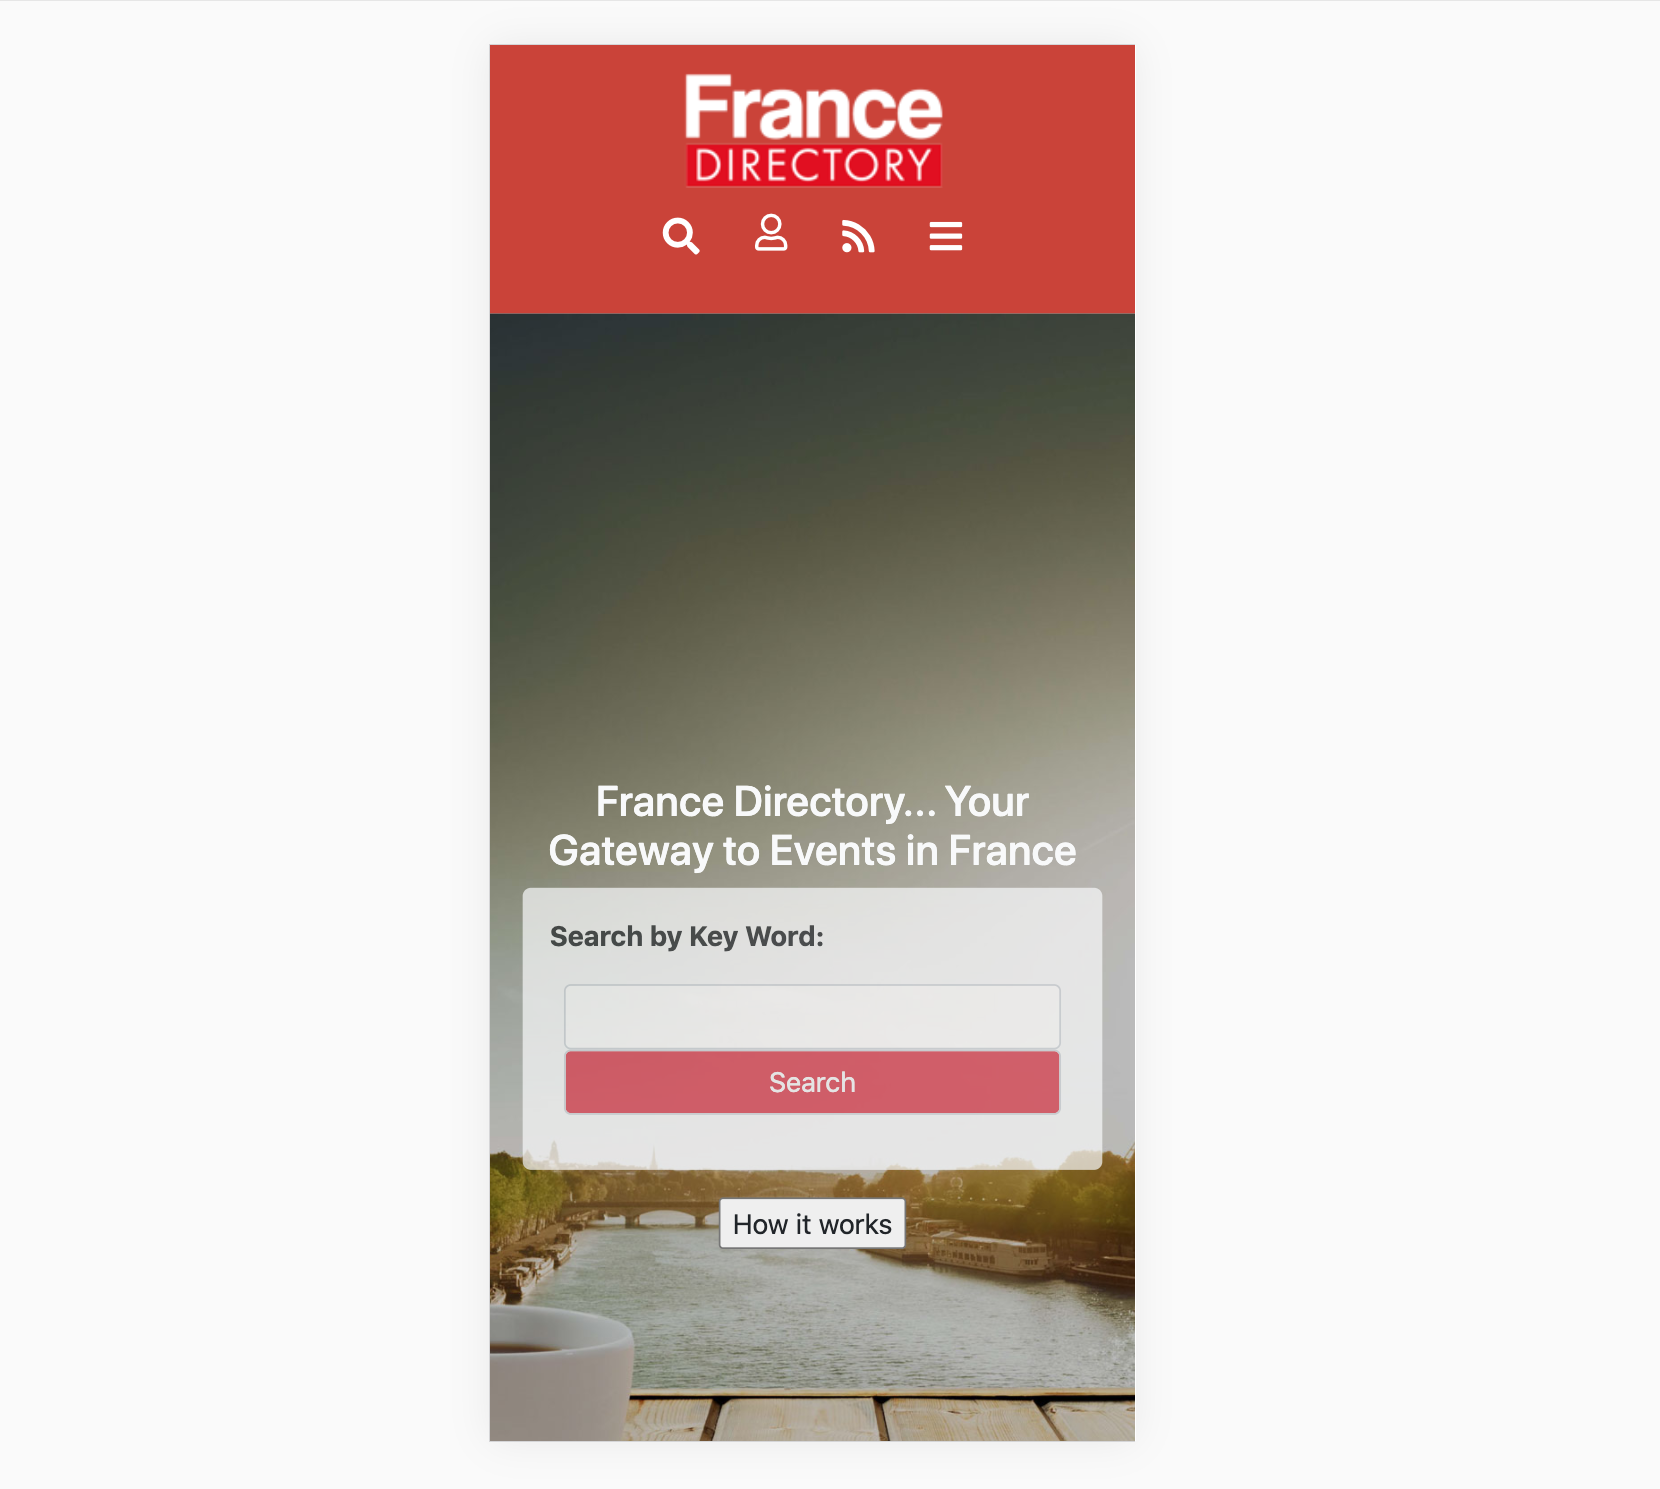 France
DIRECTORY
France Directory... Your
Gateway to Events in France
Search by Key Word:
Search
How it works